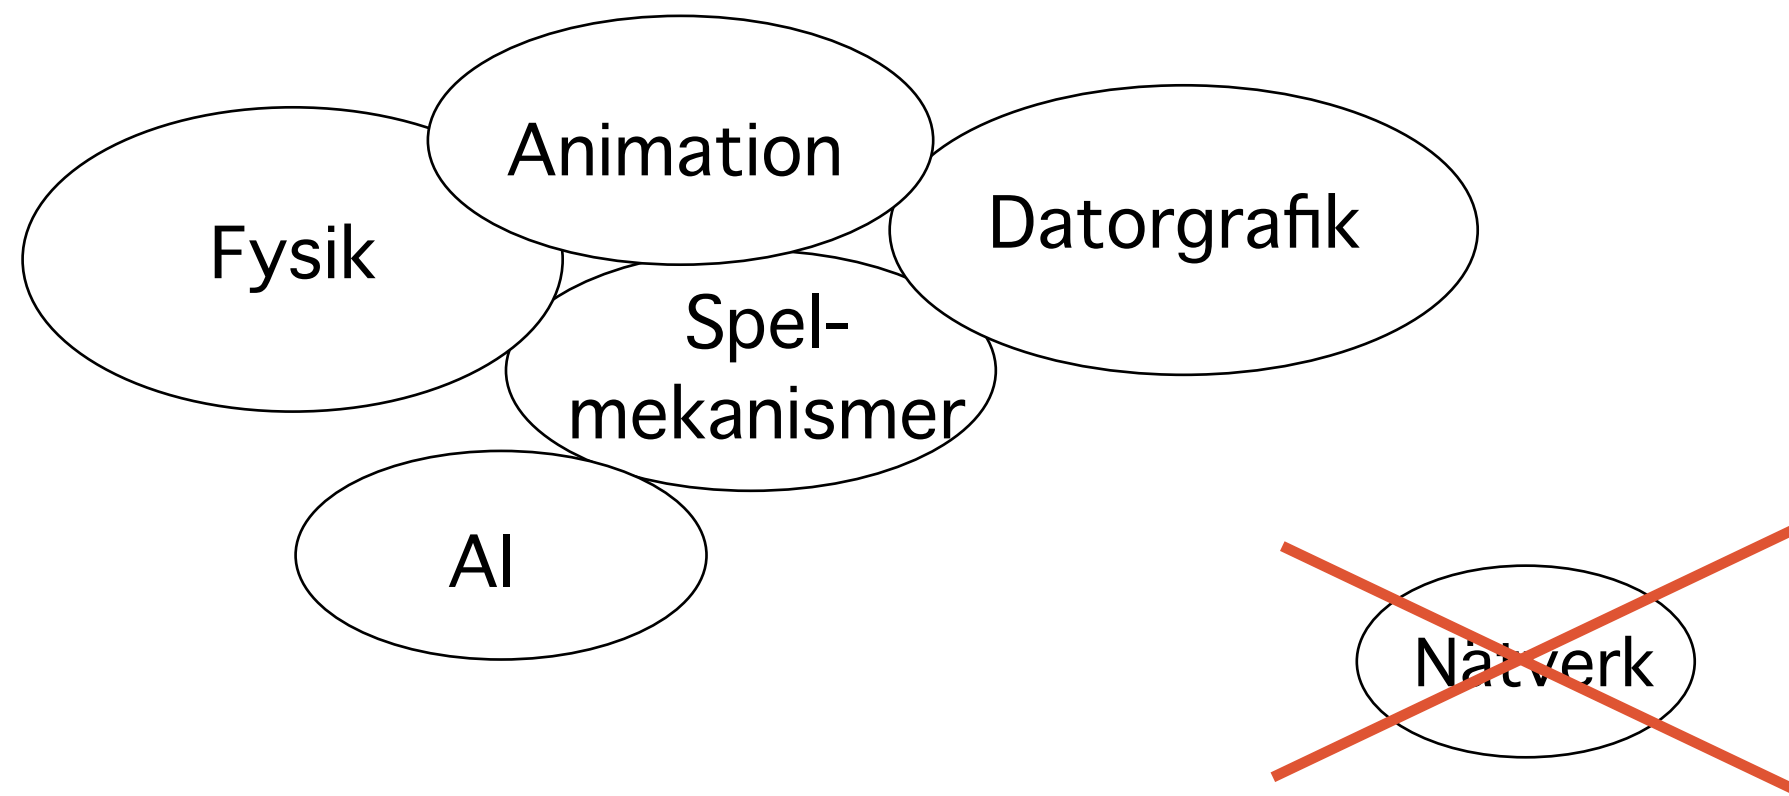 Animation
Fysik
Datorgrafik
Spel-
mekanismer
AI
Nätverk